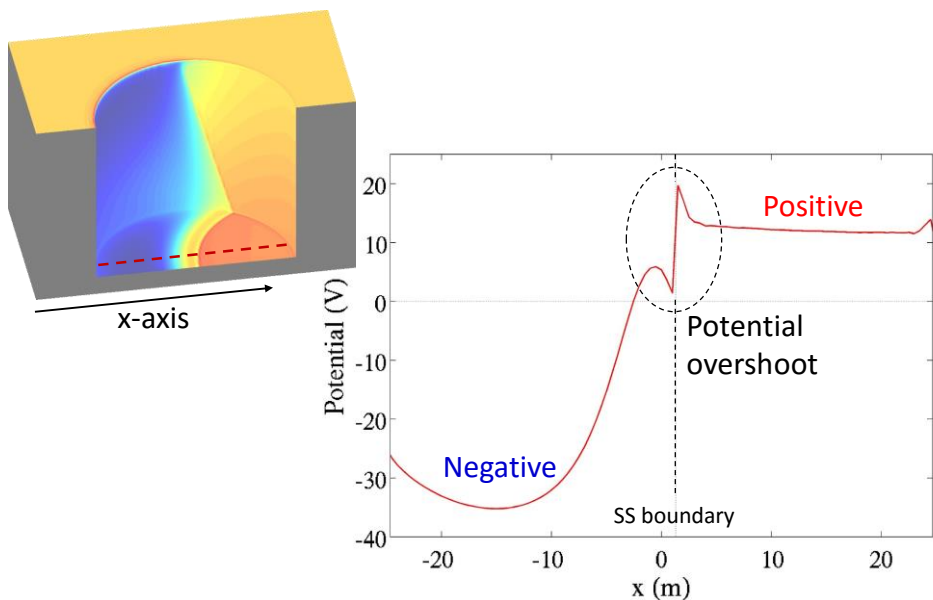 x-axis
Potential (V)
20
10
0
-10
-20
-30
-40
Positive
Potential
overshoot
Negative
SS boundary
-20
-10
0
10
20
x (m)